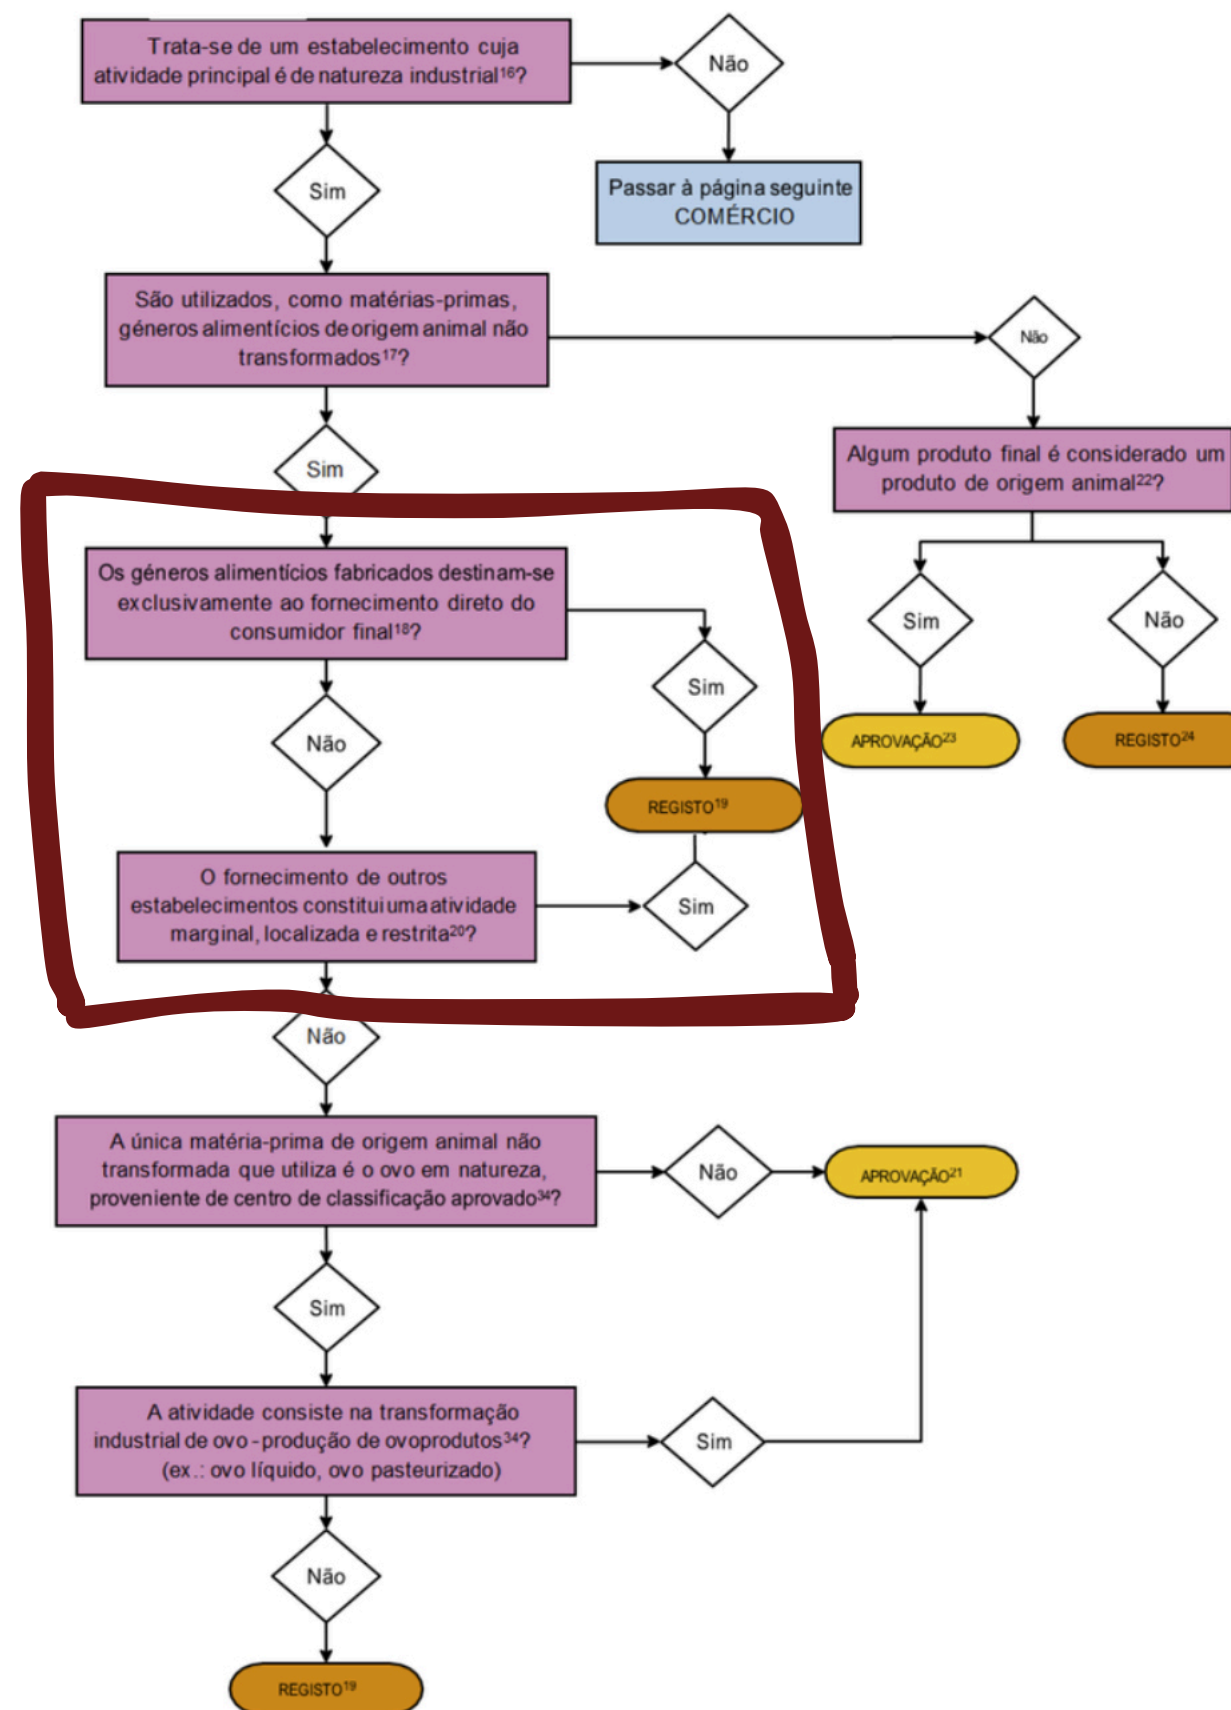 Trata-se de um estabelecimento cuja
atividade principal é de natureza industrial¹⁶?
Não
Sim
Passar à página seguinte
COMÉRCIO
São utilizados, como matérias-primas,
géneros alimentícios de origem animal não
transformados¹⁷?
Não
Sim
Algum produto final é considerado um
produto de origem animal²²?
Os géneros alimentícios fabricados destinam-se
exclusivamente ao fornecimento direto do
consumidor final¹⁸?
Sim
Não
Sim
Não
APROVAÇÃO²³
REGISTO²⁴
REGISTO¹⁹
O fornecimento de outros
estabelecimentos constitui uma atividade
marginal, localizada e restrita²⁰?
Sim
Não
A única matéria-prima de origem animal não
transformada que utiliza é o ovo em natureza,
proveniente de centro de classificação aprovado³⁴?
Não
APROVAÇÃO²¹
Sim
A atividade consiste na transformação
industrial de ovo - produção de ovoprodutos³⁴?
(ex.: ovo líquido, ovo pasteurizado)
Sim
Não
REGISTO¹⁹